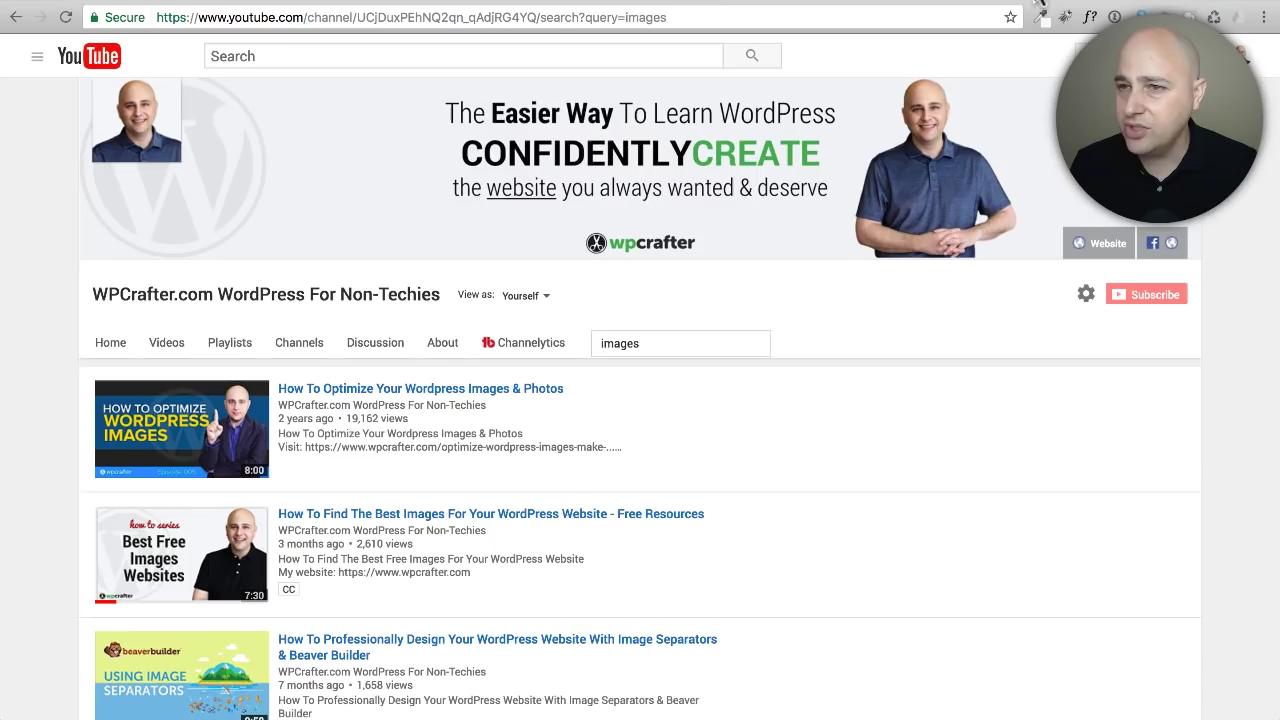 Secure https://www.youtube.com/channel/UCjDuxPEhNQ2qn_qAdjRG4YQ/search?query=images
f?
YouTube
Search
The Easier Way To Learn WordPress
CONFIDENTLYCREATE
the website you always wanted & deserve
wpcrafter
Website
WPCrafter.com WordPress For Non-Techies
View as: Yourself
Subscribe
Home Videos Playlists Channels Discussion About Channelytics images
HOW TO OPTIMIZE
WORDPRESS
IMAGES
wpcrafter Episode 005
8:00
How To Optimize Your Wordpress Images & Photos
WPCrafter.com WordPress For Non-Techies
2 years ago • 19,162 views
How To Optimize Your Wordpress Images & Photos
Visit: https://www.wpcrafter.com/optimize-wordpress-images-make-......
how to series
Best Free
Images
Websites
wpcrafter
7:30
How To Find The Best Images For Your WordPress Website - Free Resources
WPCrafter.com WordPress For Non-Techies
3 months ago • 2,610 views
How To Find The Best Free Images For Your WordPress Website
My website: https://www.wpcrafter.com
CC
beaverbuilder
USING IMAGE
SEPARATORS
How To Professionally Design Your WordPress Website With Image Separators
& Beaver Builder
WPCrafter.com WordPress For Non-Techies
7 months ago • 1,658 views
How To Professionally Design Your WordPress Website With Image Separators & Beaver
Builder